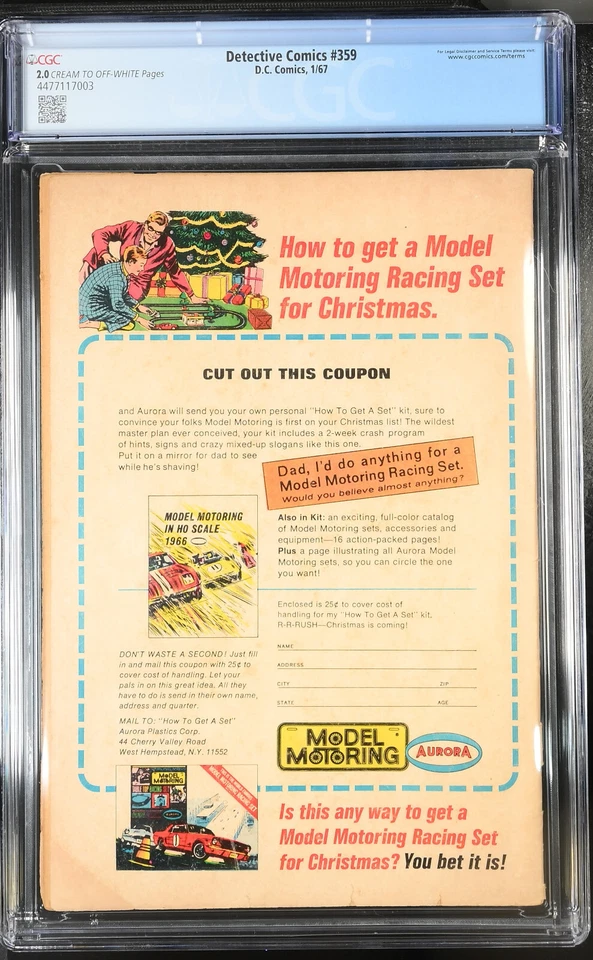 CGC
Detective Comics #359
D.C. Comics, 1/67
For Legal Disclaimer and Service Terms please visit:
www.cgccomics.com/terms
2.0 CREAM TO OFF-WHITE Pages
4477117003
CGC
How to get a Model
Motoring Racing Set
for Christmas.
CUT OUT THIS COUPON
and Aurora will send you your own personal "How To Get A Set" kit, sure to
convince your folks Model Motoring is first on your Christmas list! The wildest
master plan ever conceived, your kit includes a 2-week crash program
of hints, signs and crazy mixed-up slogans like this one.
Put it on a mirror for dad to see
while he's shaving!
Dad, I'd do anything for a
Model Motoring Racing Set.
Would you believe almost anything?
MODEL MOTORING
IN HO SCALE
1966
Also in Kit: an exciting, full-color catalog
of Model Motoring sets, accessories and
equipment—16 action-packed pages!
Plus a page illustrating all Aurora Model
Motoring sets, so you can circle the one
you want!
Enclosed is 25¢ to cover cost of
handling for my "How To Get A Set" kit.
R-R-RUSH—Christmas is coming!
NAME
ADDRESS
CITY ZIP
STATE AGE
DON'T WASTE A SECOND! Just fill
in and mail this coupon with 25¢ to
cover cost of handling. Let your
pals in on this great idea. All they
have to do is send in their own name,
address and quarter.
MAIL TO: "How To Get A Set"
Aurora Plastics Corp.
44 Cherry Valley Road
West Hempstead, N.Y. 11552
MODEL
MOTORING
AURORA
MODEL
MOTORING
Is this any way to get a
Model Motoring Racing Set
for Christmas? You bet it is!